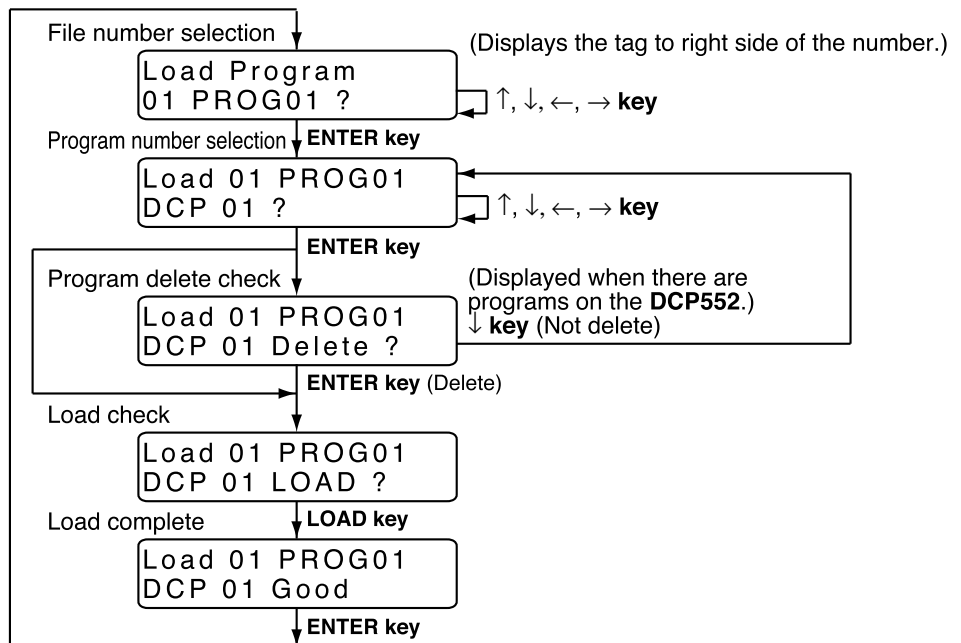 File number selection
(Displays the tag to right side of the number.)
Load Program
01 PROG01 ?
↑, ↓, ←, → key
Program number selection
ENTER key
Load 01 PROG01
DCP 01 ?
↑, ↓, ←, → key
ENTER key
Program delete check
(Displayed when there are
programs on the DCP552.)
↓ key (Not delete)
Load 01 PROG01
DCP 01 Delete ?
ENTER key (Delete)
Load check
Load 01 PROG01
DCP 01 LOAD ?
LOAD key
Load complete
Load 01 PROG01
DCP 01 Good
ENTER key